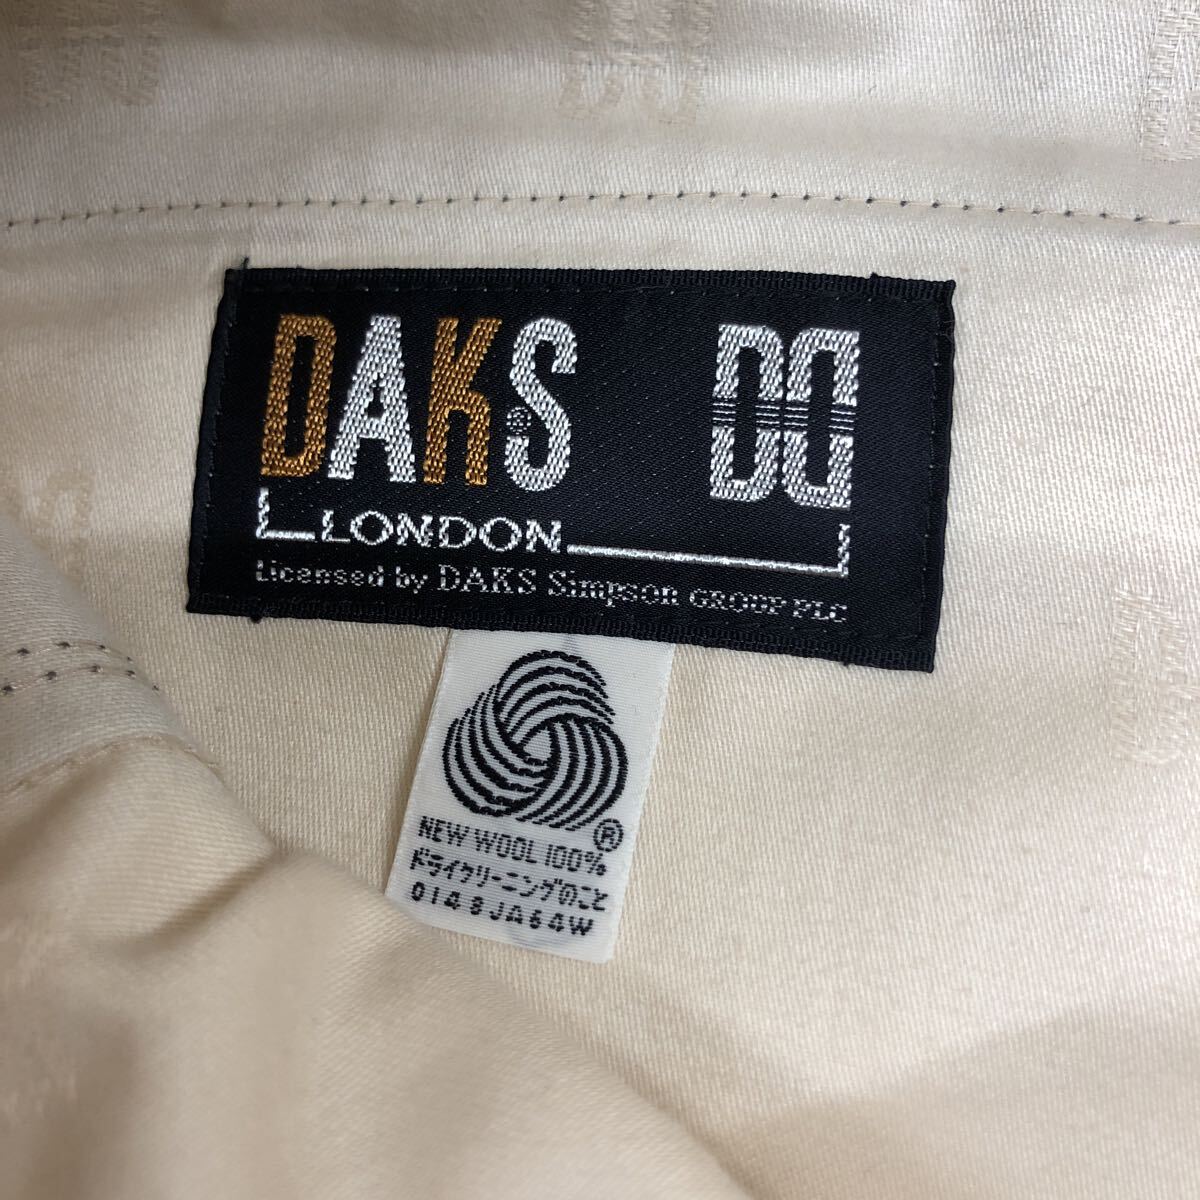 DAKS DD
LONDON
Licensed by DAKS Simpson GROUP PLC
®
NEW WOOL 100%
ドライクリーニングのこと
0148JA64W